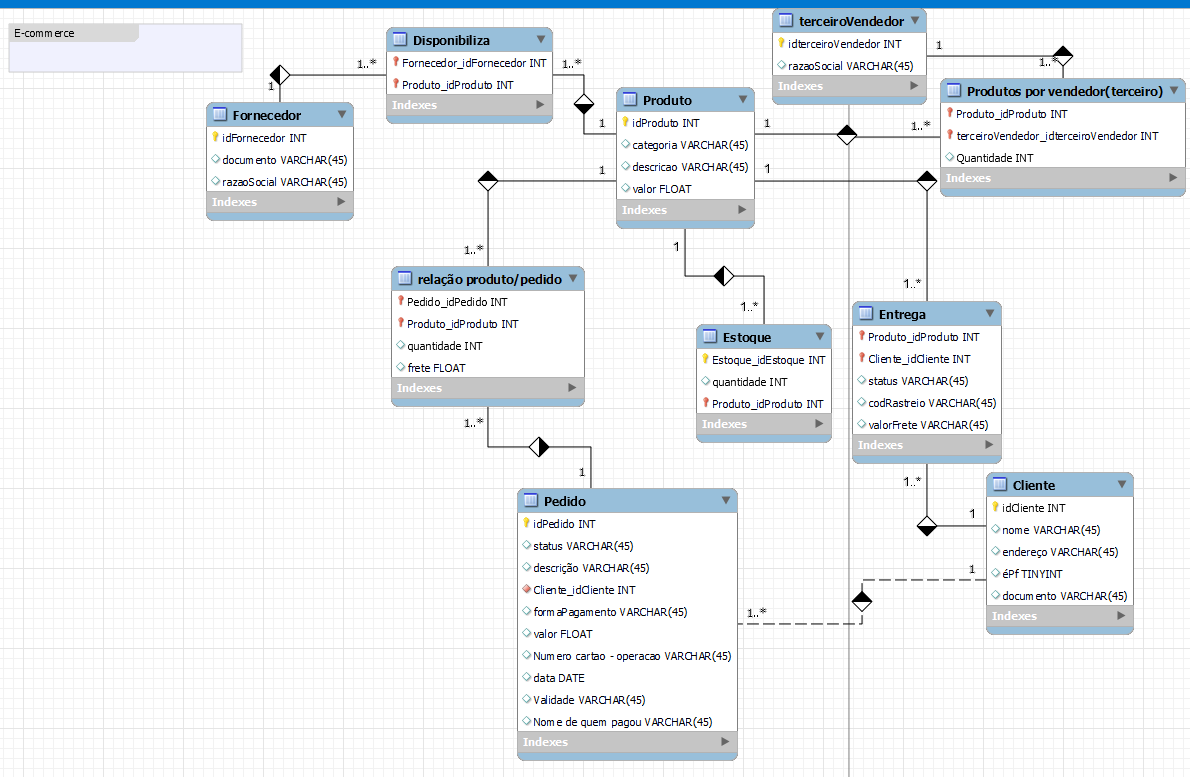 E-commerce
Disponibiliza
Fornecedor_idFornecedor INT
Produto_idProduto INT
Indexes
1..*
1..*
1
Fornecedor
idFornecedor INT
documento VARCHAR(45)
razaoSocial VARCHAR(45)
Indexes
terceiroVendedor
idterceiroVendedor INT
razaoSocial VARCHAR(45)
Indexes
1
1..*
Produtos por vendedor(terceiro)
Produto_idProduto INT
terceiroVendedor_idterceiroVendedor INT
Quantidade INT
Indexes
Produto
idProduto INT
categoria VARCHAR(45)
descricao VARCHAR(45)
valor FLOAT
Indexes
1
1
1..*
1
1
1
1..*
relação produto/pedido
Pedido_idPedido INT
Produto_idProduto INT
quantidade INT
frete FLOAT
Indexes
1..*
1
1..*
Estoque
Estoque_idEstoque INT
quantidade INT
Produto_idProduto INT
Indexes
1..*
Entrega
Produto_idProduto INT
Cliente_idCliente INT
status VARCHAR(45)
codRastreio VARCHAR(45)
valorFrete VARCHAR(45)
Indexes
1..*
1
Cliente
idCliente INT
nome VARCHAR(45)
endereço VARCHAR(45)
éPf TINYINT
documento VARCHAR(45)
Indexes
1
1..*
Pedido
idPedido INT
status VARCHAR(45)
descrição VARCHAR(45)
Cliente_idCliente INT
formaPagamento VARCHAR(45)
valor FLOAT
Numero cartao - operacao VARCHAR(45)
data DATE
Validade VARCHAR(45)
Nome de quem pagou VARCHAR(45)
Indexes